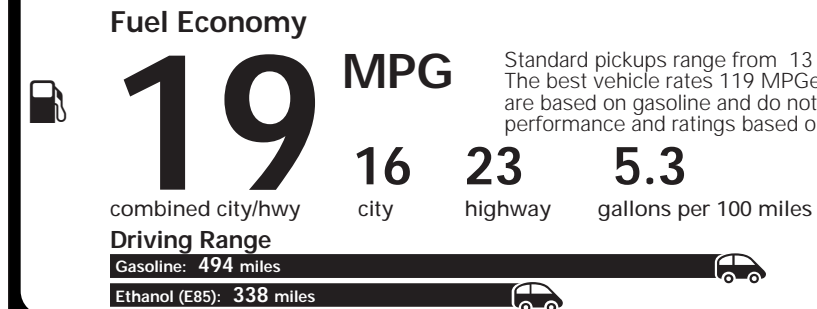 Fuel Economy
19 MPG
Standard pickups range from 13
The best vehicle rates 119 MPGe
are based on gasoline and do not
performance and ratings based o
16 23 5.3
combined city/hwy city highway gallons per 100 miles
Driving Range
Gasoline: 494 miles
Ethanol (E85): 338 miles